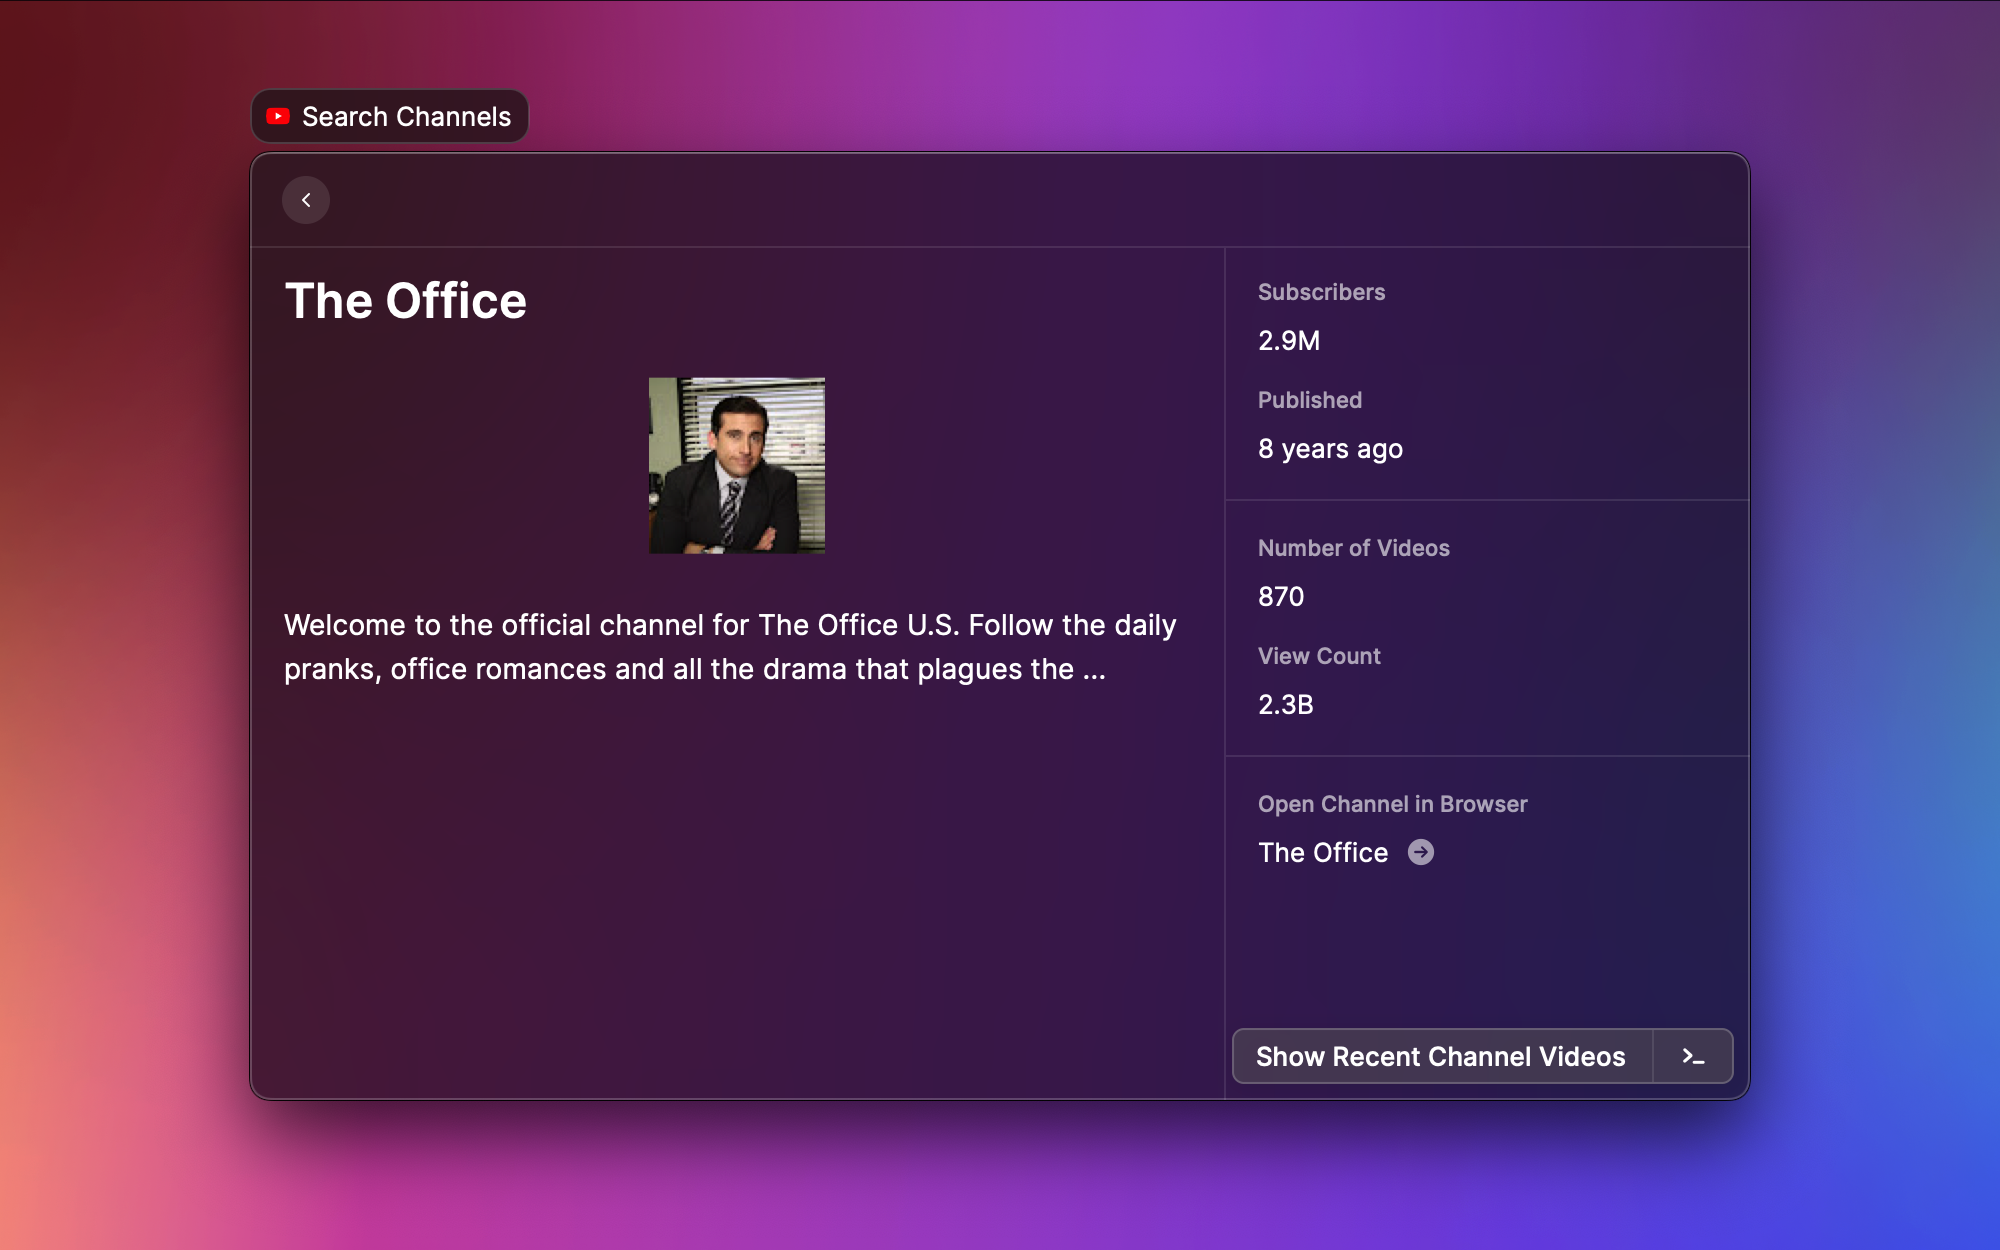 Search Channels
The Office
Welcome to the official channel for The Office U.S. Follow the daily
pranks, office romances and all the drama that plagues the ...
Subscribers
2.9M
Published
8 years ago
Number of Videos
870
View Count
2.3B
Open Channel in Browser
The Office
Show Recent Channel Videos